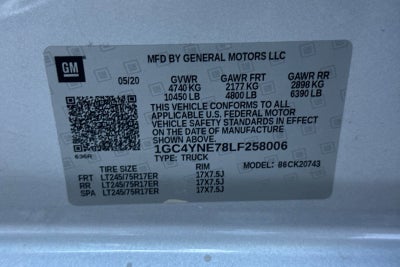 GM
MFD BY GENERAL MOTORS LLC
05/20 GVWR GAWR FRT GAWR RR
4740 KG 2177 KG 2898 KG
10450 LB 4800 LB 6390 LB
THIS VEHICLE CONFORMS TO ALL
APPLICABLE U.S. FEDERAL MOTOR
VEHICLE SAFETY STANDARDS IN EFFECT
ON THE DATE OF MANUFACTURE
SHOWN ABOVE.
1GC4YNE78LF258006
TYPE: TRUCK
636R
MODEL: B6CK20743
TIRE SIZE RIM
FRT LT245/75R17ER 17X7.5J
RR LT245/75R17ER 17X7.5J
SPA LT245/75R17ER 17X7.5J